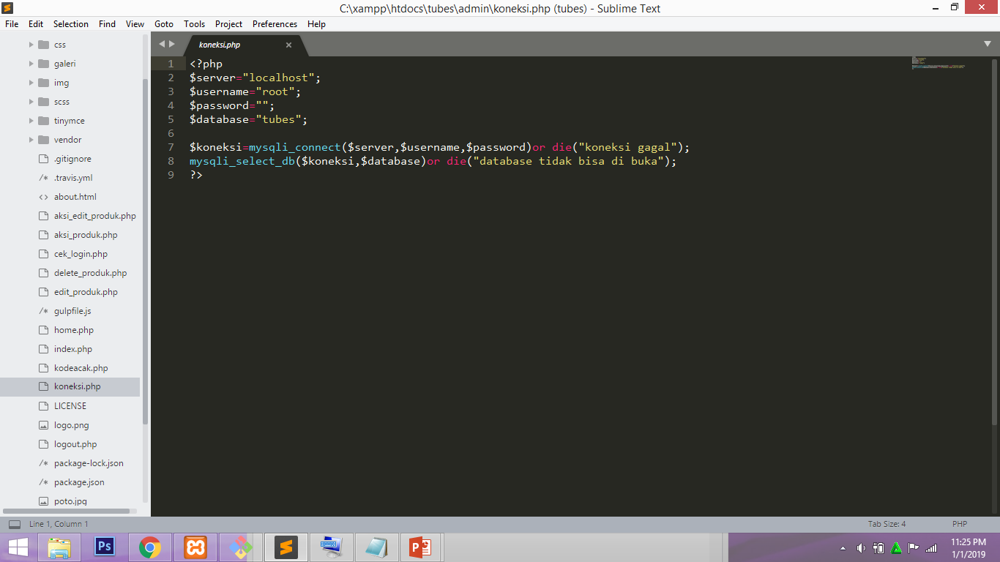 C:\xampp\htdocs\tubes\admin\koneksi.php (tubes) - Sublime Text
File Edit Selection Find View Goto Tools Project Preferences Help
css
galeri
img
scss
tinymce
vendor
.gitignore
/* .travis.yml
<> about.html
aksi_edit_produk.php
aksi_produk.php
cek_login.php
delete_produk.php
edit_produk.php
/* gulpfile.js
home.php
index.php
kodeacak.php
koneksi.php
LICENSE
logo.png
logout.php
/* package-lock.json
/* package.json
poto.jpg
koneksi.php
1 <?php
2 $server="localhost";
3 $username="root";
4 $password="";
5 $database="tubes";
6
7 $koneksi=mysqli_connect($server,$username,$password)or die("koneksi gagal");
8 mysqli_select_db($koneksi,$database)or die("database tidak bisa di buka");
9 ?>
Line 1, Column 1
Tab Size: 4
PHP
Ps
P
11:25 PM
1/1/2019